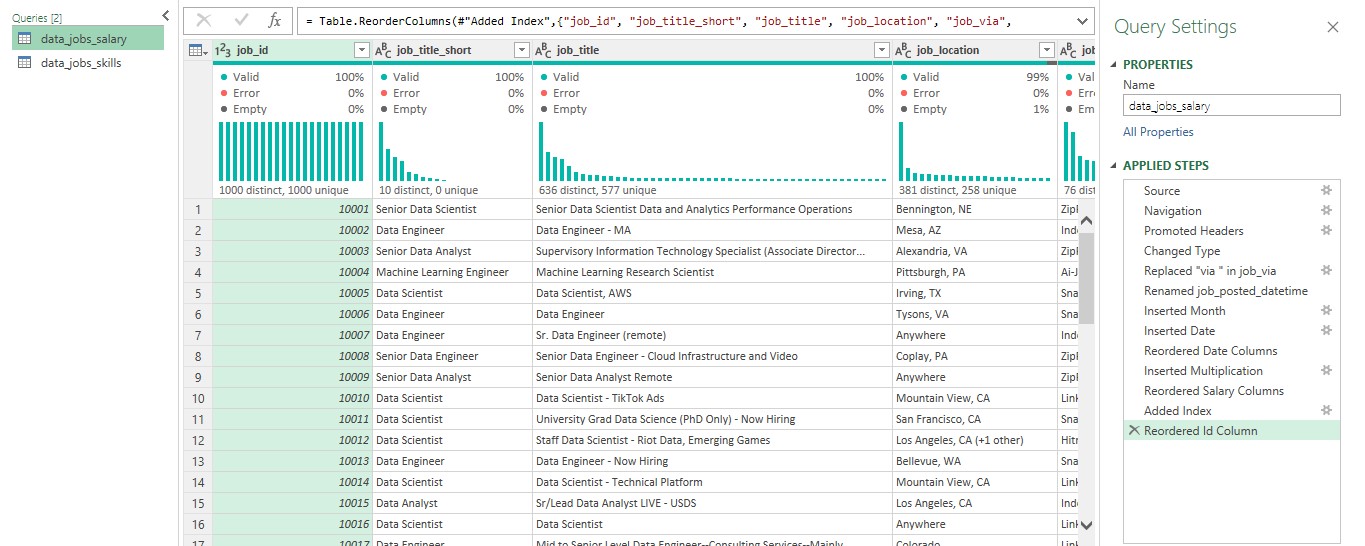 Queries [2]
data_jobs_salary
data_jobs_skills
fx
= Table.ReorderColumns(#"Added Index",{"job_id", "job_title_short", "job_title", "job_location", "job_via",
123 job_id ABC job_title_short ABC job_title ABC job_location ABC job
Valid 100% Valid 100% Valid 100% Valid 99% Val
Error 0% Error 0% Error 0% Error 0% Err
Empty 0% Empty 0% Empty 0% Empty 1% Em
1000 distinct, 1000 unique 10 distinct, 0 unique 636 distinct, 577 unique 381 distinct, 258 unique 76 dist
1 10001 Senior Data Scientist Senior Data Scientist Data and Analytics Performance Operations Bennington, NE Zipl
2 10002 Data Engineer Data Engineer - MA Mesa, AZ Inde
3 10003 Senior Data Analyst Supervisory Information Technology Specialist (Associate Director... Alexandria, VA Zipl
4 10004 Machine Learning Engineer Machine Learning Research Scientist Pittsburgh, PA Ai-J
5 10005 Data Scientist Data Scientist, AWS Irving, TX Sna
6 10006 Data Engineer Data Engineer Tysons, VA Sna
7 10007 Data Engineer Sr. Data Engineer (remote) Anywhere Inde
8 10008 Senior Data Engineer Senior Data Engineer - Cloud Infrastructure and Video Coplay, PA Zipl
9 10009 Senior Data Analyst Senior Data Analyst Remote Anywhere Zipl
10 10010 Data Scientist Data Scientist - TikTok Ads Mountain View, CA Link
11 10011 Data Scientist University Grad Data Science (PhD Only) - Now Hiring San Francisco, CA Sna
12 10012 Data Scientist Staff Data Scientist - Riot Data, Emerging Games Los Angeles, CA (+1 other) Hitr
13 10013 Data Engineer Data Engineer - Now Hiring Bellevue, WA Sna
14 10014 Data Scientist Data Scientist - Technical Platform Mountain View, CA Link
15 10015 Data Analyst Sr/Lead Data Analyst LIVE - USDS Los Angeles, CA Inde
16 10016 Data Scientist Data Scientist Anywhere Link
17 10017 Data Engineer Mid to Senior Level Data Engineer--Consulting Services--Mainly Colorado
Query Settings
PROPERTIES
Name
data_jobs_salary
All Properties
APPLIED STEPS
Source
Navigation
Promoted Headers
Changed Type
Replaced "via " in job_via
Renamed job_posted_datetime
Inserted Month
Inserted Date
Reordered Date Columns
Inserted Multiplication
Reordered Salary Columns
Added Index
Reordered Id Column